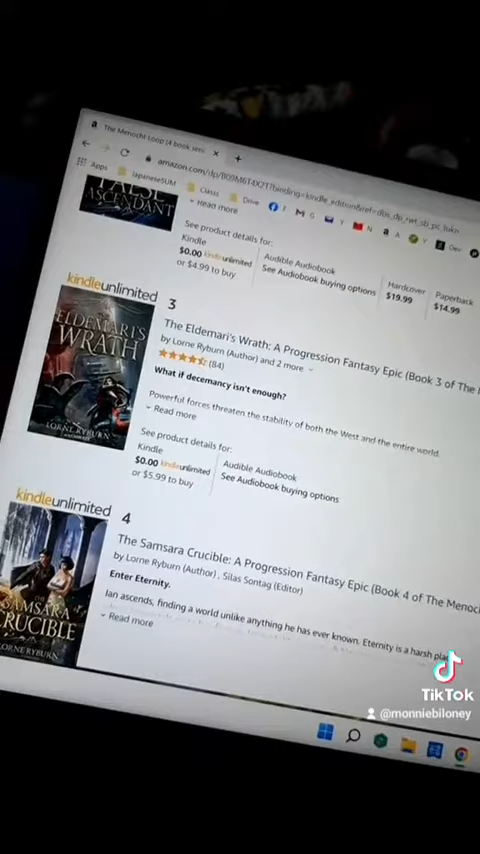 The Menocht Loop (4 book seri
amazon.com/dp/B09M6T4X2T?binding=kindle_edition&ref=dbs_dp_rwt_sb_pc_tukn
Apps
JapaneseSUM
Class
Drive
F
G
Y
N
A
Y
Dev
FALSE
ASCENDANT
Read more
See product details for:
Kindle
$0.00 kindleunlimited
or $4.99 to buy
Audible Audiobook
See Audiobook buying options
Hardcover
$19.99
Paperback
$14.99
kindleunlimited
3
ELDEMARI'S
WRATH
LORNE RYBURN
The Eldemari's Wrath: A Progression Fantasy Epic (Book 3 of The
by Lorne Ryburn (Author) and 2 more
(84)
What if decemancy isn't enough?
Powerful forces threaten the stability of both the West and the entire world.
Read more
See product details for:
Kindle
$0.00 kindleunlimited
or $5.99 to buy
Audible Audiobook
See Audiobook buying options
kindleunlimited
4
SAMSARA
CRUCIBLE
LORNE RYBURN
The Samsara Crucible: A Progression Fantasy Epic (Book 4 of The Menoc
by Lorne Ryburn (Author), Silas Sontag (Editor)
Enter Eternity.
Ian ascends, finding a world unlike anything he has ever known. Eternity is a harsh pla
Read more
TikTok
@monniebiloney